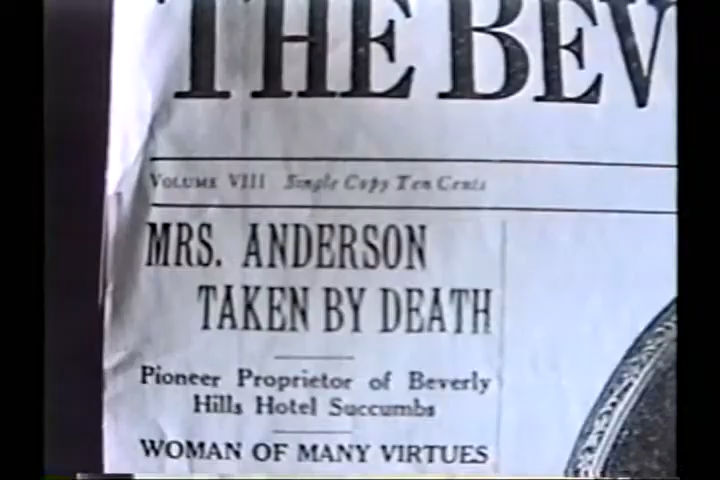 THE BEV
VOLUME VIII Single Copy Ten Cents
MRS. ANDERSON
TAKEN BY DEATH
Pioneer Proprietor of Beverly
Hills Hotel Succumbs
WOMAN OF MANY VIRTUES